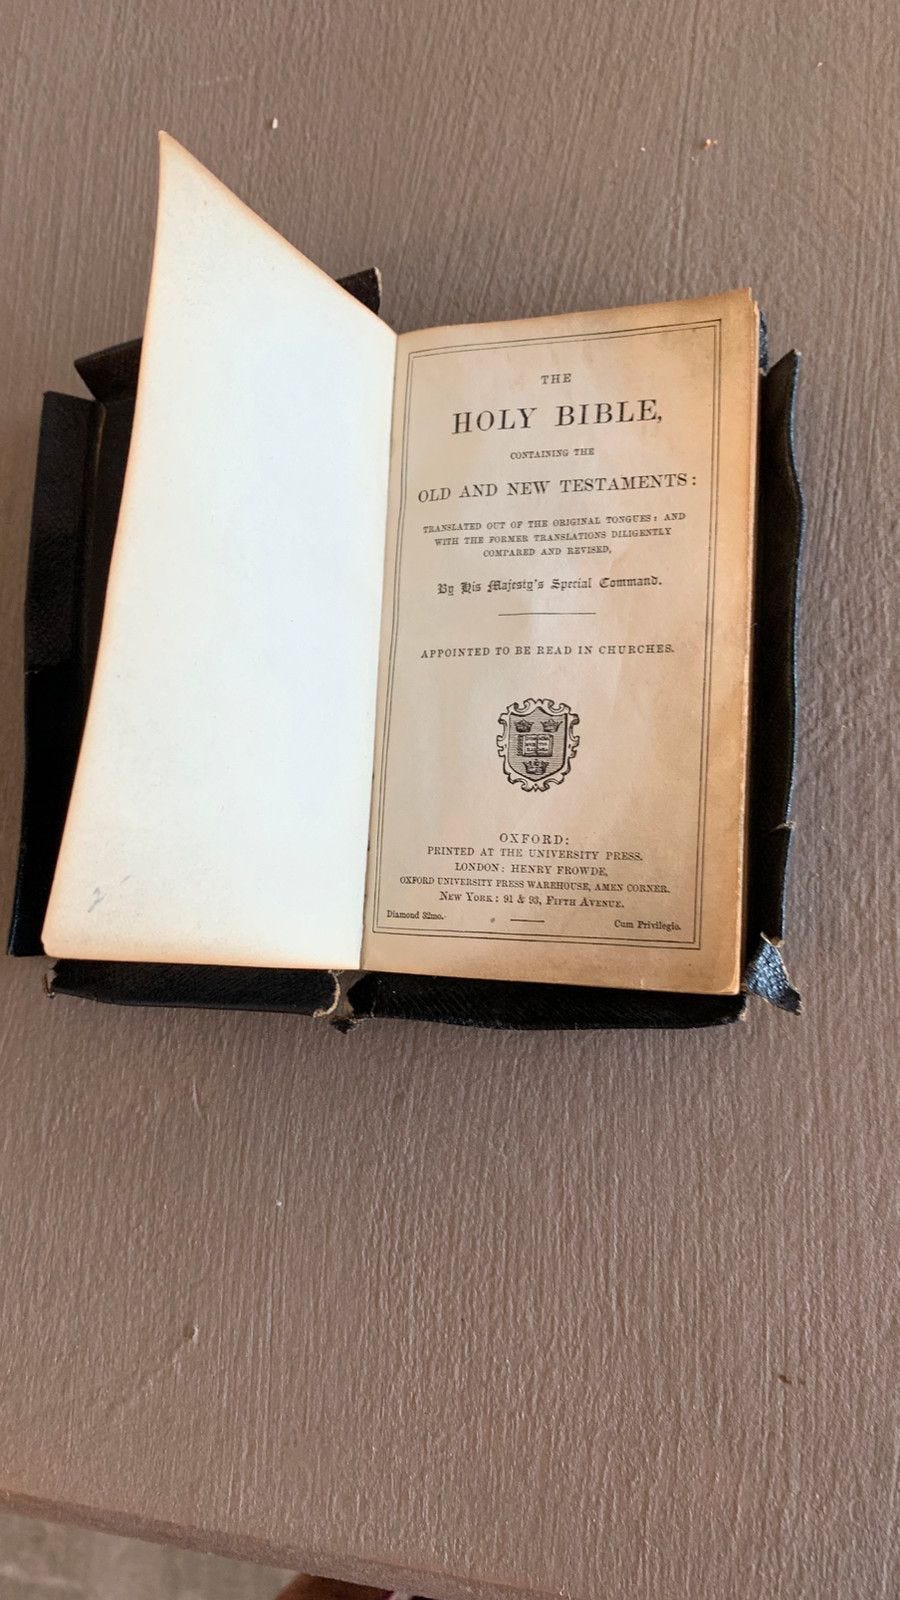 THE
HOLY BIBLE,
CONTAINING THE
OLD AND NEW TESTAMENTS:
TRANSLATED OUT OF THE ORIGINAL TONGUES: AND
WITH THE FORMER TRANSLATIONS DILIGENTLY
COMPARED AND REVISED,
By His Majesty's Special Command.
APPOINTED TO BE READ IN CHURCHES.
OXFORD:
PRINTED AT THE UNIVERSITY PRESS.
LONDON: HENRY FROWDE,
OXFORD UNIVERSITY PRESS WAREHOUSE, AMEN CORNER.
NEW YORK: 91 & 93, FIFTH AVENUE.
Diamond 32mo.
Cum Privilegio.